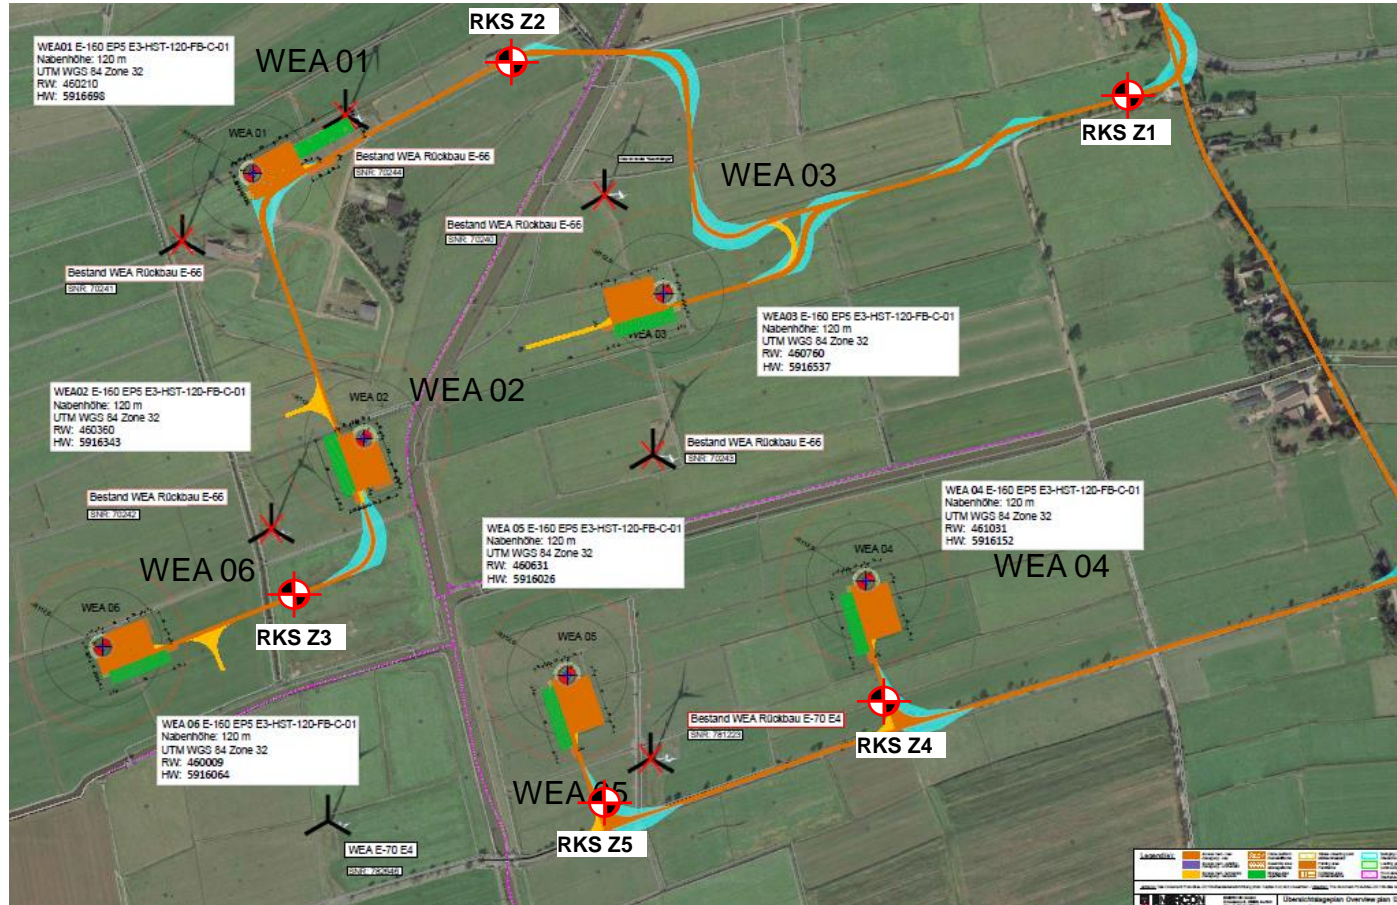 RKS Z2
WEA01 E-160 EP5 E3-HST-120-FB-C-01
Nabenhöhe: 120 m
UTM WGS 84 Zone 32
RW: 460210
HW: 5916698
WEA 01
WEA 01
RKS Z1
Bestand WEA Rückbau E-66
SNR: 70244
WEA 03
Bestand WEA Rückbau E-66
SNR: 70240
Bestand WEA Rückbau E-66
SNR: 70241
WEA03 E-160 EP5 E3-HST-120-FB-C-01
Nabenhöhe: 120 m
UTM WGS 84 Zone 32
RW: 460760
HW: 5916537
WEA 03
WEA02 E-160 EP5 E3-HST-120-FB-C-01
Nabenhöhe: 120 m
UTM WGS 84 Zone 32
RW: 460360
HW: 5916343
WEA 02
WEA 02
Bestand WEA Rückbau E-66
SNR: 70243
Bestand WEA Rückbau E-66
SNR: 70242
WEA 04 E-160 EP5 E3-HST-120-FB-C-01
Nabenhöhe: 120 m
UTM WGS 84 Zone 32
RW: 461031
HW: 5916152
WEA 05 E-160 EP5 E3-HST-120-FB-C-01
Nabenhöhe: 120 m
UTM WGS 84 Zone 32
RW: 460631
HW: 5916026
WEA 04
WEA 04
WEA 06
WEA 06
RKS Z3
WEA 05
WEA 06 E-160 EP5 E3-HST-120-FB-C-01
Nabenhöhe: 120 m
UTM WGS 84 Zone 32
RW: 460009
HW: 5916064
Bestand WEA Rückbau E-70 E4
SNR: 781223
RKS Z4
WEA 05
RKS Z5
WEA E-70 E4
SNR: 782646
Legende:
ENERCON
Übersichtslageplan Overview plan